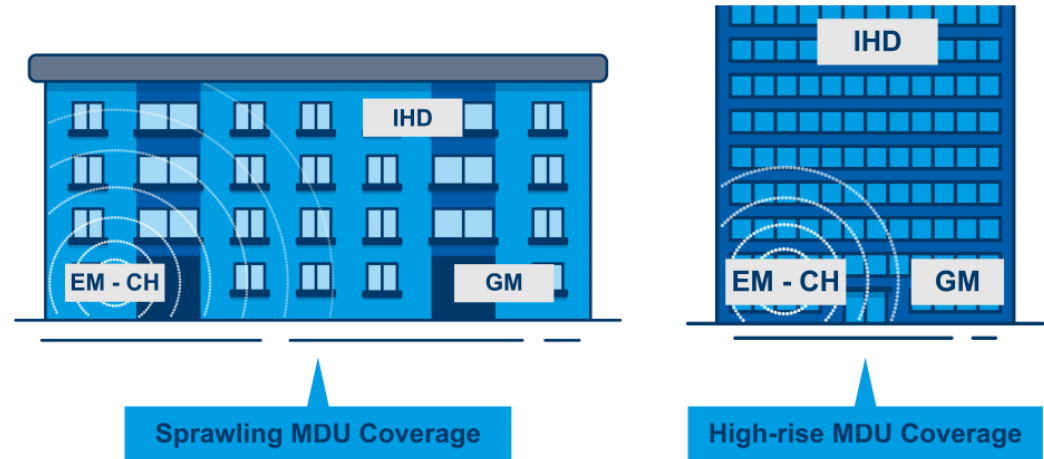 IHD
EM - CH
GM
Sprawling MDU Coverage
IHD
EM - CH
GM
High-rise MDU Coverage